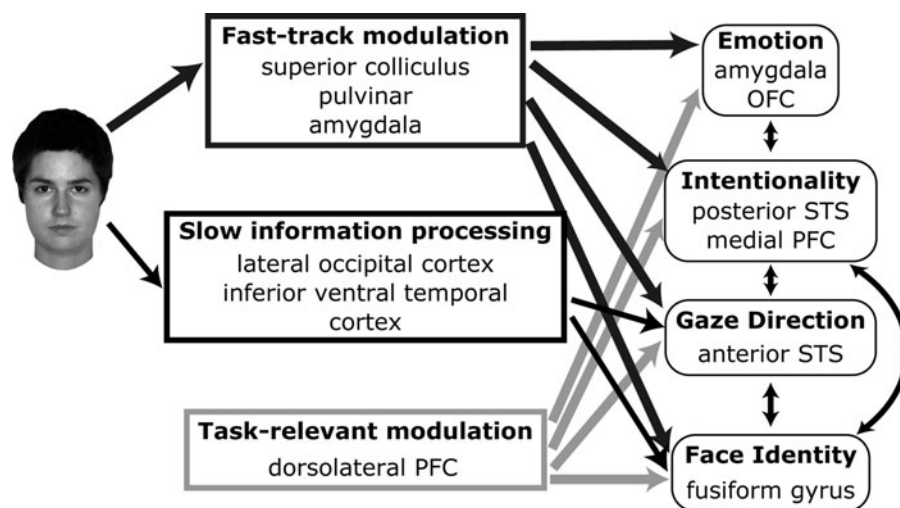 Fast-track modulation
superior colliculus
pulvinar
amygdala
Slow information processing
lateral occipital cortex
inferior ventral temporal
cortex
Task-relevant modulation
dorsolateral PFC
Emotion
amygdala
OFC
Intentionality
posterior STS
medial PFC
Gaze Direction
anterior STS
Face Identity
fusiform gyrus